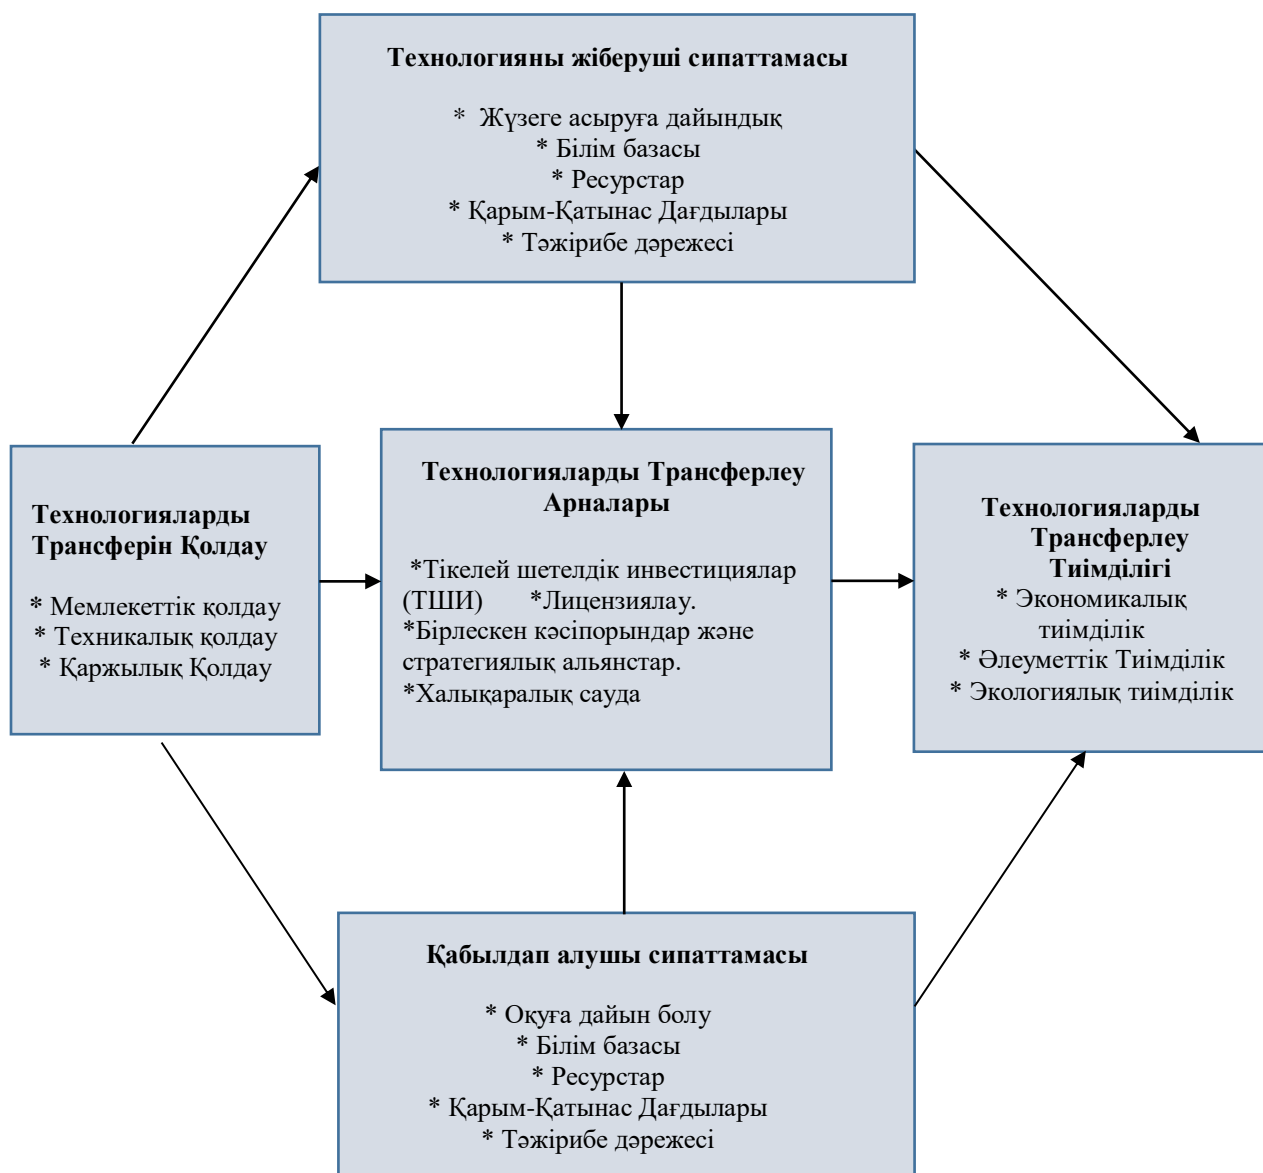 Технологияны жіберуші сипаттамасы
* Жүзеге асыруға дайындық
* Білім базасы
* Ресурстар
* Қарым-Қатынас Дағдылары
* Тәжірибе дәрежесі
Технологияларды
Трансферін Қолдау
* Мемлекеттік қолдау
* Техникалық қолдау
* Қаржылық Қолдау
Технологияларды Трансферлеу
Арналары
*Тікелей шетелдік инвестициялар
(ТШИ) *Лицензиялау.
*Бірлескен кәсіпорындар және
стратегиялық альянстар.
*Халықаралық сауда
Технологияларды
Трансферлеу
Тиімділігі
* Экономикалық
тиімділік
* Әлеуметтік Тиімділік
* Экологиялық тиімділік
Қабылдап алушы сипаттамасы
* Оқуға дайын болу
* Білім базасы
* Ресурстар
* Қарым-Қатынас Дағдылары
* Тәжірибе дәрежесі